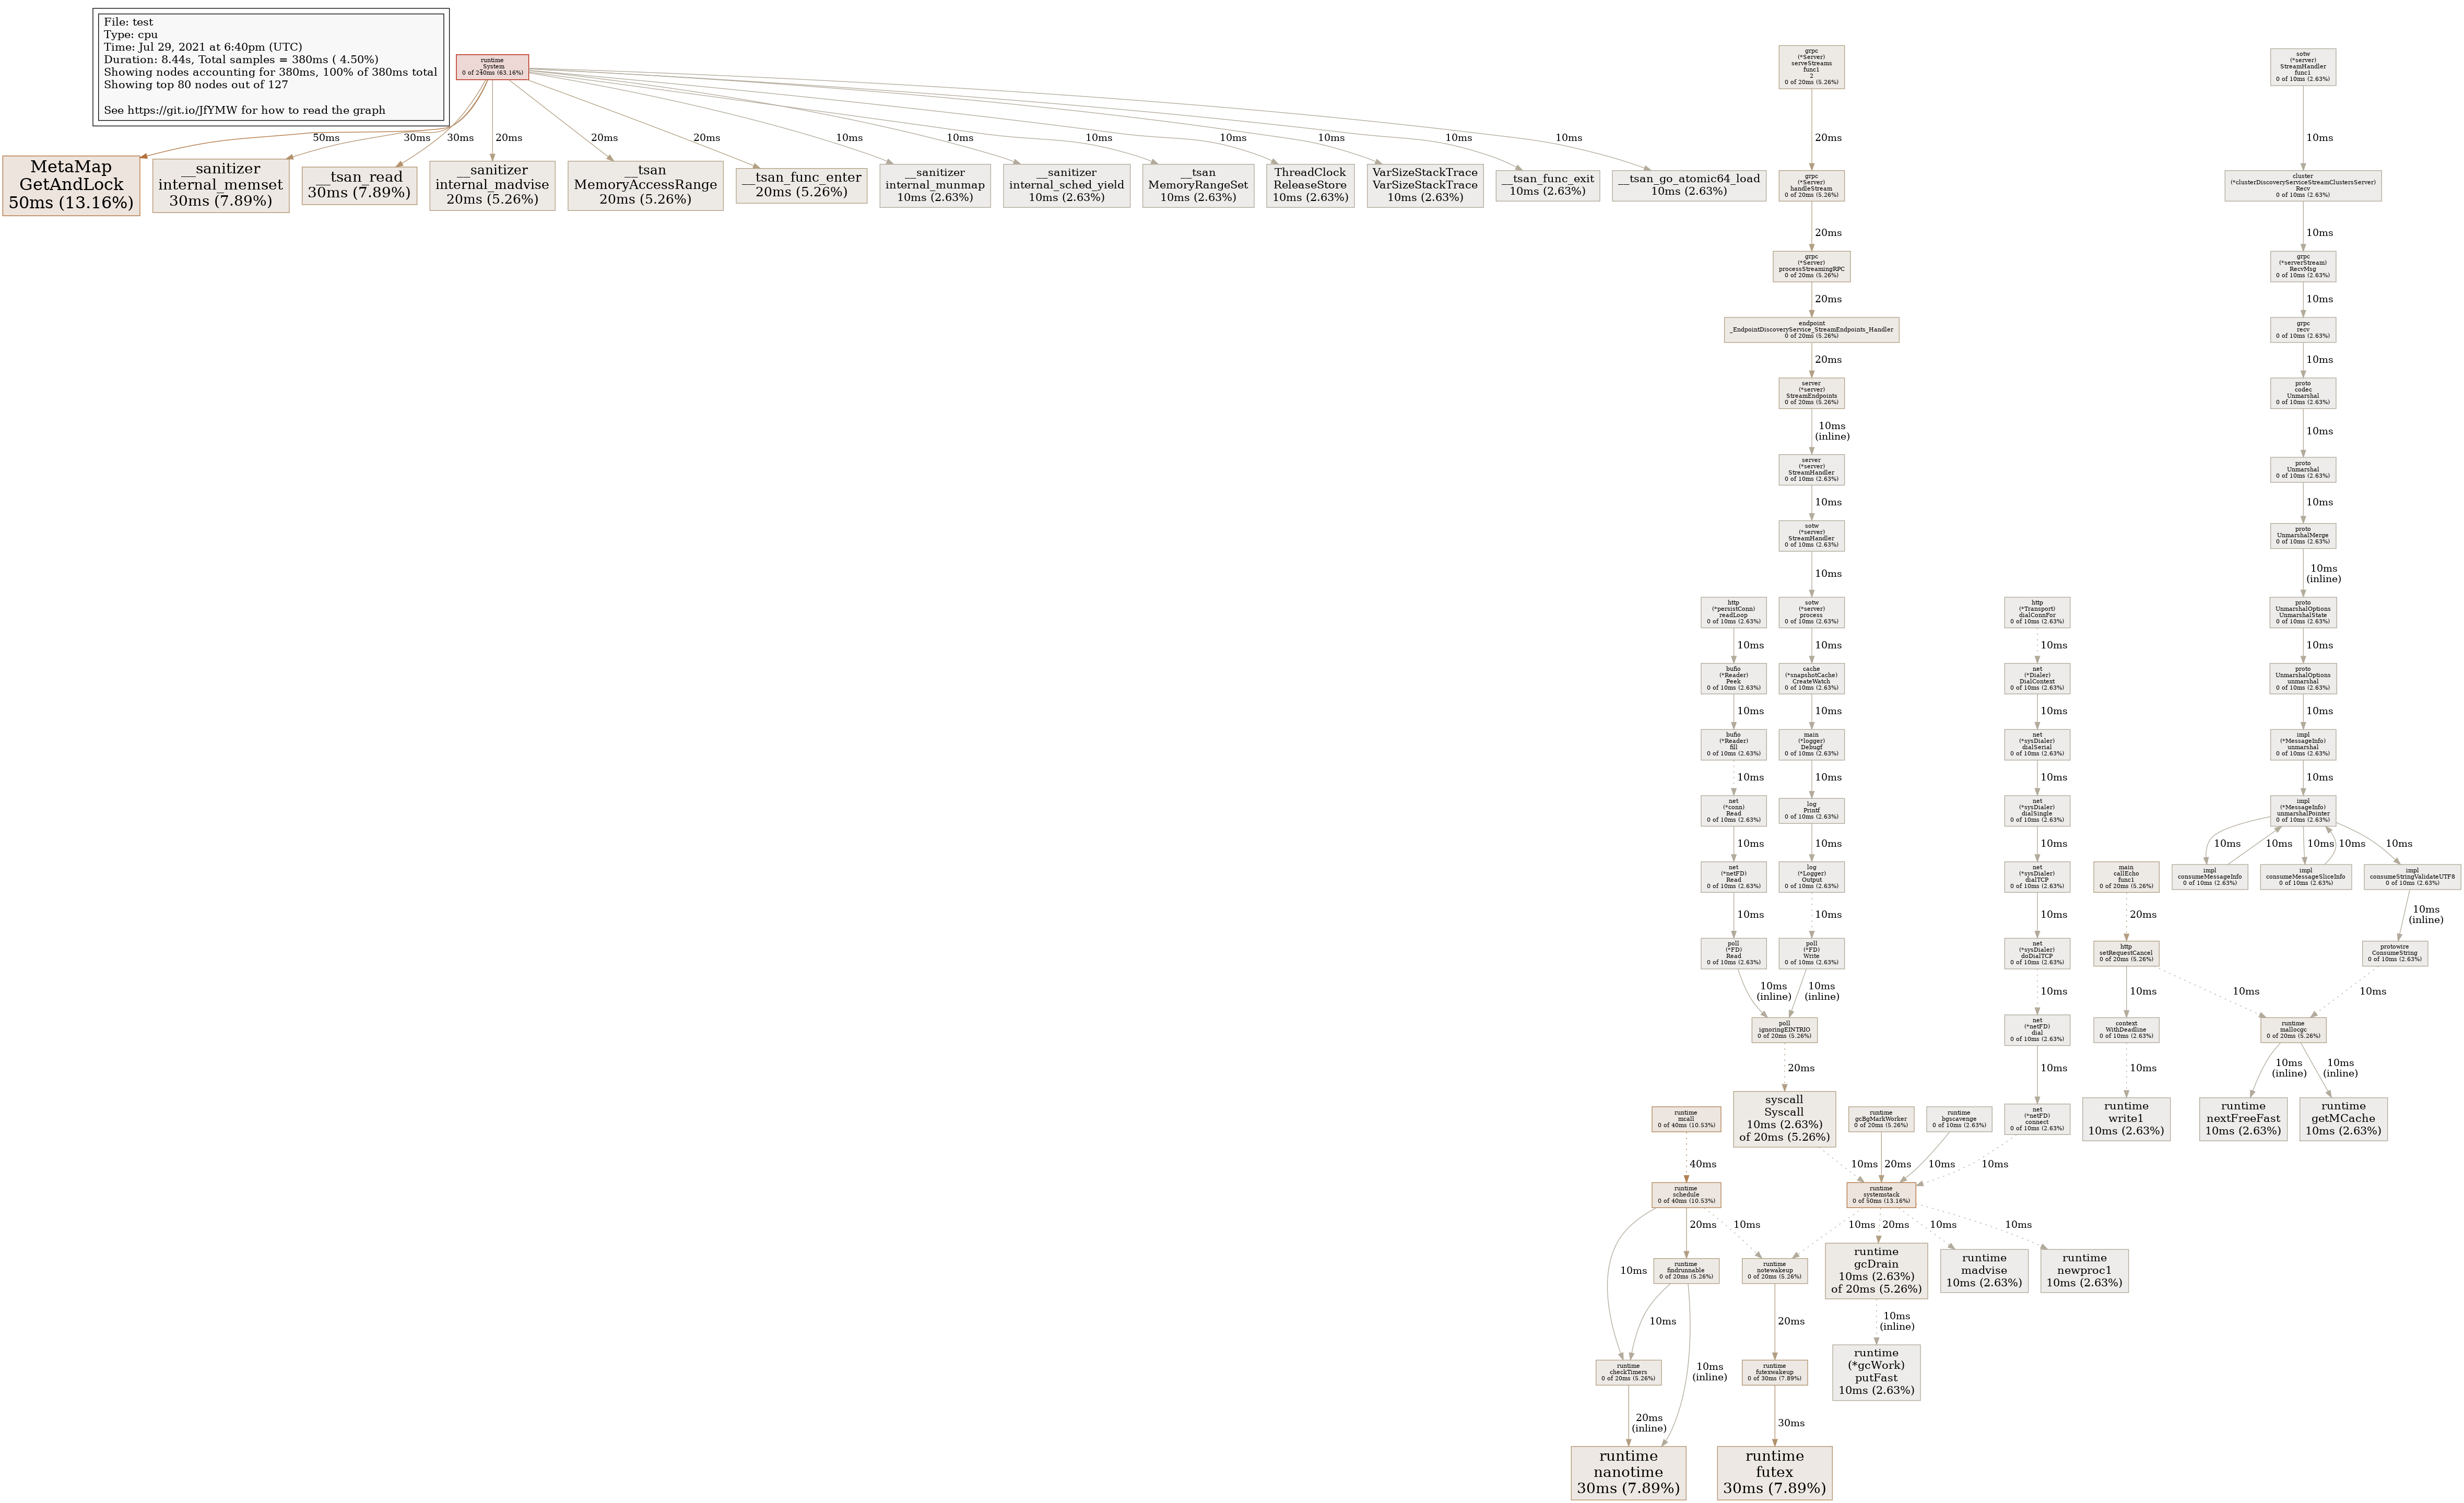 File: test
Type: cpu
Time: Jul 29, 2021 at 6:40pm (UTC)
Duration: 8.44s, Total samples = 380ms ( 4.50%)
Showing nodes accounting for 380ms, 100% of 380ms total
Showing top 80 nodes out of 127
See https://git.io/JfYMW for how to read the graph
runtime
_System
0 of 240ms (63.16%)
50ms
30ms
30ms
20ms
20ms
20ms
10ms
10ms
10ms
10ms
10ms
10ms
10ms
MetaMap
GetAndLock
50ms (13.16%)
__sanitizer
internal_memset
30ms (7.89%)
__tsan_read
30ms (7.89%)
__sanitizer
internal_madvise
20ms (5.26%)
__tsan
MemoryAccessRange
20ms (5.26%)
__tsan_func_enter
20ms (5.26%)
__sanitizer
internal_munmap
10ms (2.63%)
__sanitizer
internal_sched_yield
10ms (2.63%)
__tsan
MemoryRangeSet
10ms (2.63%)
ThreadClock
ReleaseStore
10ms (2.63%)
VarSizeStackTrace
VarSizeStackTrace
10ms (2.63%)
__tsan_func_exit
10ms (2.63%)
__tsan_go_atomic64_load
10ms (2.63%)
grpc
(*Server)
serveStreams
func1
2
0 of 20ms (5.26%)
20ms
grpc
(*Server)
handleStream
0 of 20ms (5.26%)
20ms
grpc
(*Server)
processStreamingRPC
0 of 20ms (5.26%)
20ms
endpoint
_EndpointDiscoveryService_StreamEndpoints_Handler
0 of 20ms (5.26%)
20ms
server
(*server)
StreamEndpoints
0 of 20ms (5.26%)
10ms
(inline)
server
(*server)
StreamHandler
0 of 10ms (2.63%)
10ms
sotw
(*server)
StreamHandler
0 of 10ms (2.63%)
10ms
sotw
(*server)
process
0 of 10ms (2.63%)
10ms
cache
(*snapshotCache)
CreateWatch
0 of 10ms (2.63%)
10ms
main
(*logger)
Debugf
0 of 10ms (2.63%)
10ms
log
Printf
0 of 10ms (2.63%)
10ms
log
(*Logger)
Output
0 of 10ms (2.63%)
10ms
poll
(*FD)
Write
0 of 10ms (2.63%)
10ms
(inline)
http
(*persistConn)
readLoop
0 of 10ms (2.63%)
10ms
bufio
(*Reader)
Peek
0 of 10ms (2.63%)
10ms
bufio
(*Reader)
fill
0 of 10ms (2.63%)
10ms
net
(*conn)
Read
0 of 10ms (2.63%)
10ms
net
(*netFD)
Read
0 of 10ms (2.63%)
10ms
poll
(*FD)
Read
0 of 10ms (2.63%)
10ms
(inline)
poll
ignoringEINTRIO
0 of 20ms (5.26%)
20ms
syscall
Syscall
10ms (2.63%)
of 20ms (5.26%)
10ms
http
(*Transport)
dialConnFor
0 of 10ms (2.63%)
10ms
net
(*Dialer)
DialContext
0 of 10ms (2.63%)
10ms
net
(*sysDialer)
dialSerial
0 of 10ms (2.63%)
10ms
net
(*sysDialer)
dialSingle
0 of 10ms (2.63%)
10ms
net
(*sysDialer)
dialTCP
0 of 10ms (2.63%)
10ms
net
(*sysDialer)
doDialTCP
0 of 10ms (2.63%)
10ms
net
(*netFD)
dial
0 of 10ms (2.63%)
10ms
net
(*netFD)
connect
0 of 10ms (2.63%)
10ms
sotw
(*server)
StreamHandler
func1
0 of 10ms (2.63%)
10ms
cluster
(*clusterDiscoveryServiceStreamClustersServer)
Recv
0 of 10ms (2.63%)
10ms
grpc
(*serverStream)
RecvMsg
0 of 10ms (2.63%)
10ms
grpc
recv
0 of 10ms (2.63%)
10ms
proto
codec
Unmarshal
0 of 10ms (2.63%)
10ms
proto
Unmarshal
0 of 10ms (2.63%)
10ms
proto
UnmarshalMerge
0 of 10ms (2.63%)
10ms
(inline)
proto
UnmarshalOptions
UnmarshalState
0 of 10ms (2.63%)
10ms
proto
UnmarshalOptions
unmarshal
0 of 10ms (2.63%)
10ms
impl
(*MessageInfo)
unmarshal
0 of 10ms (2.63%)
10ms
impl
(*MessageInfo)
unmarshalPointer
0 of 10ms (2.63%)
10ms
10ms
10ms
10ms
10ms
impl
consumeMessageInfo
0 of 10ms (2.63%)
impl
consumeMessageSliceInfo
0 of 10ms (2.63%)
impl
consumeStringValidateUTF8
0 of 10ms (2.63%)
10ms
(inline)
protowire
ConsumeString
0 of 10ms (2.63%)
10ms
main
callEcho
func1
0 of 20ms (5.26%)
20ms
http
setRequestCancel
0 of 20ms (5.26%)
10ms
10ms
context
WithDeadline
0 of 10ms (2.63%)
10ms
runtime
write1
10ms (2.63%)
runtime
mallocgc
0 of 20ms (5.26%)
10ms
(inline)
10ms
(inline)
runtime
nextFreeFast
10ms (2.63%)
runtime
getMCache
10ms (2.63%)
runtime
mcall
0 of 40ms (10.53%)
40ms
runtime
gcBgMarkWorker
0 of 20ms (5.26%)
20ms
runtime
bgscavenge
0 of 10ms (2.63%)
10ms
runtime
schedule
0 of 40ms (10.53%)
10ms
20ms
10ms
runtime
systemstack
0 of 50ms (13.16%)
10ms
20ms
10ms
10ms
runtime
findrunnable
0 of 20ms (5.26%)
10ms
10ms
(inline)
runtime
notewakeup
0 of 20ms (5.26%)
20ms
runtime
gcDrain
10ms (2.63%)
of 20ms (5.26%)
10ms
(inline)
runtime
madvise
10ms (2.63%)
runtime
newproc1
10ms (2.63%)
runtime
checkTimers
0 of 20ms (5.26%)
20ms
(inline)
runtime
futexwakeup
0 of 30ms (7.89%)
30ms
runtime
(*gcWork)
putFast
10ms (2.63%)
runtime
nanotime
30ms (7.89%)
runtime
futex
30ms (7.89%)